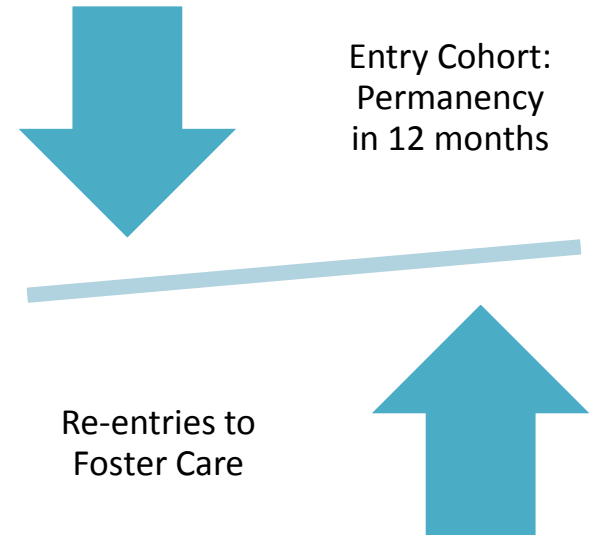 Entry Cohort:
Permanency
in 12 months
Re-entries to
Foster Care